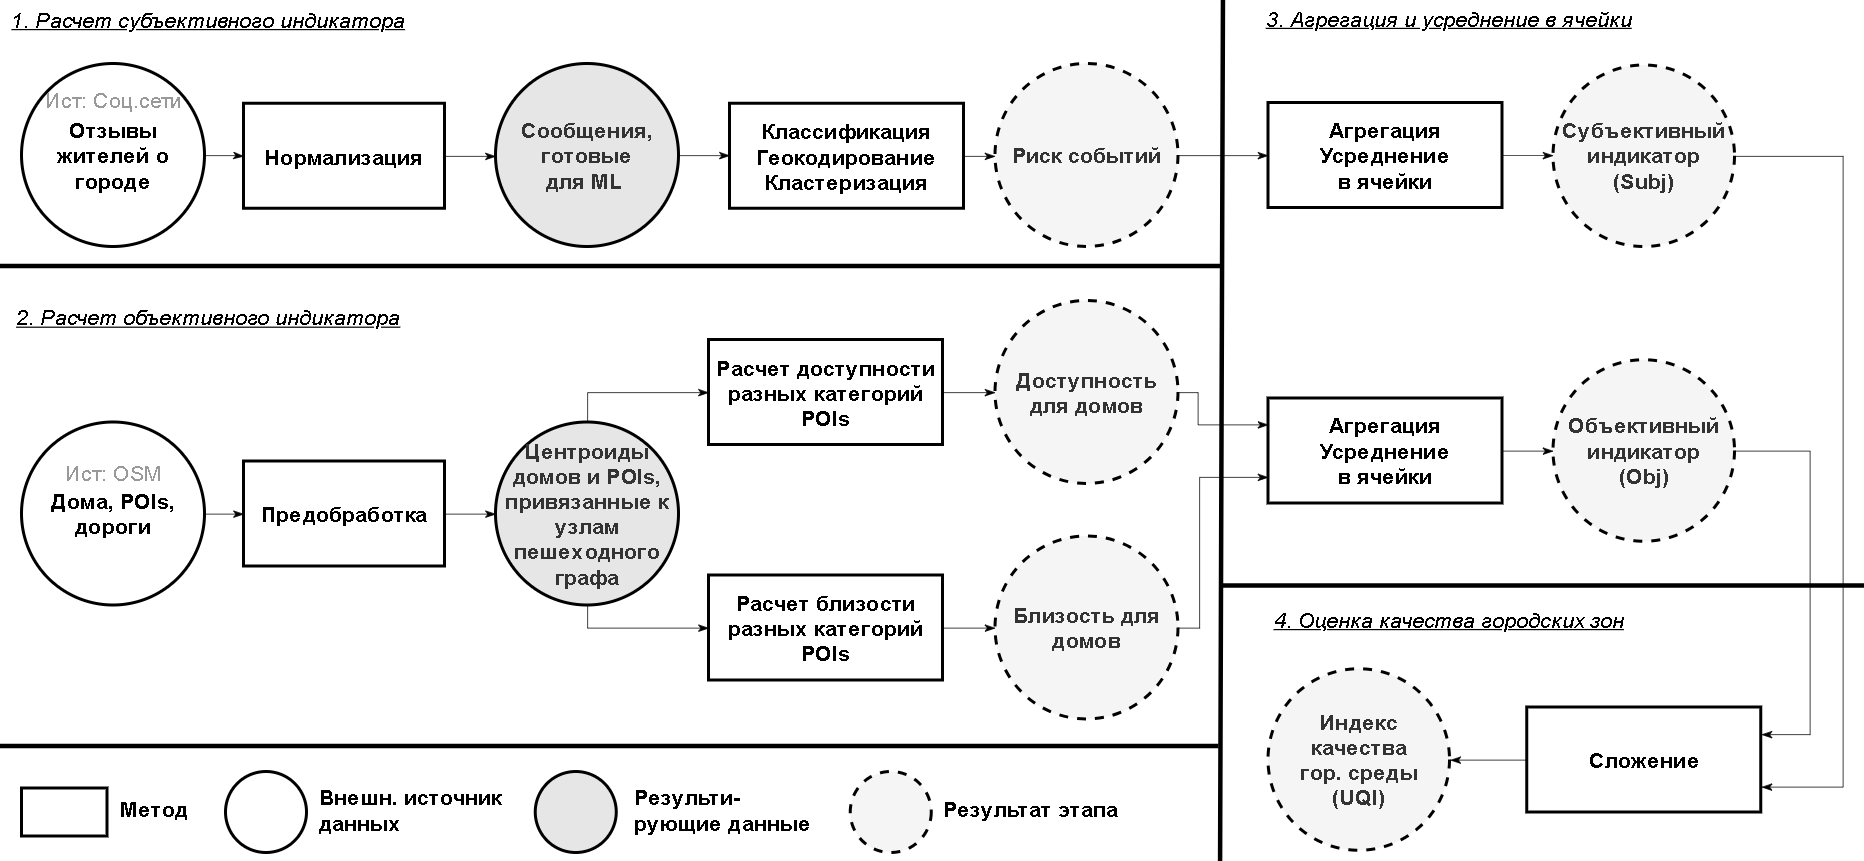 1. Расчет субъективного индикатора
Ист: Соц.сети
Отзывы
жителей о
городе
Нормализация
Сообщения,
готовые
для ML
Классификация
Геокодирование
Кластеризация
Риск событий
2. Расчет объективного индикатора
Ист: OSM
Дома, POIs,
дороги
Предобработка
Центроиды
домов и POIs,
привязанные к
узлам
пешеходного
графа
Расчет доступности
разных категорий
POIs
Доступность
для домов
Расчет близости
разных категорий
POIs
Близость для
домов
3. Агрегация и усреднение в ячейки
Агрегация
Усреднение
в ячейки
Субъективный
индикатор
(Subj)
Агрегация
Усреднение
в ячейки
Объективный
индикатор
(Obj)
4. Оценка качества городских зон
Индекс
качества
гор. среды
(UQI)
Сложение
Метод
Внешн. источник
данных
Результи-
рующие данные
Результат этапа